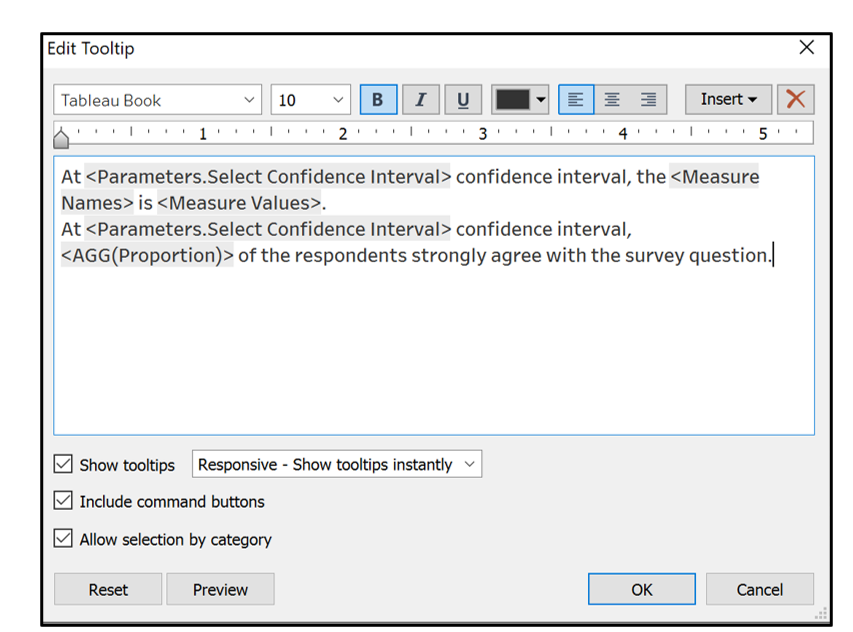 Edit Tooltip
Tableau Book 10 B I U Insert
1 2 3 4 5
At <Parameters.Select Confidence Interval> confidence interval, the <Measure
Names> is <Measure Values>.
At <Parameters.Select Confidence Interval> confidence interval,
<AGG(Proportion)> of the respondents strongly agree with the survey question.
Show tooltips Responsive - Show tooltips instantly
Include command buttons
Allow selection by category
Reset Preview OK Cancel